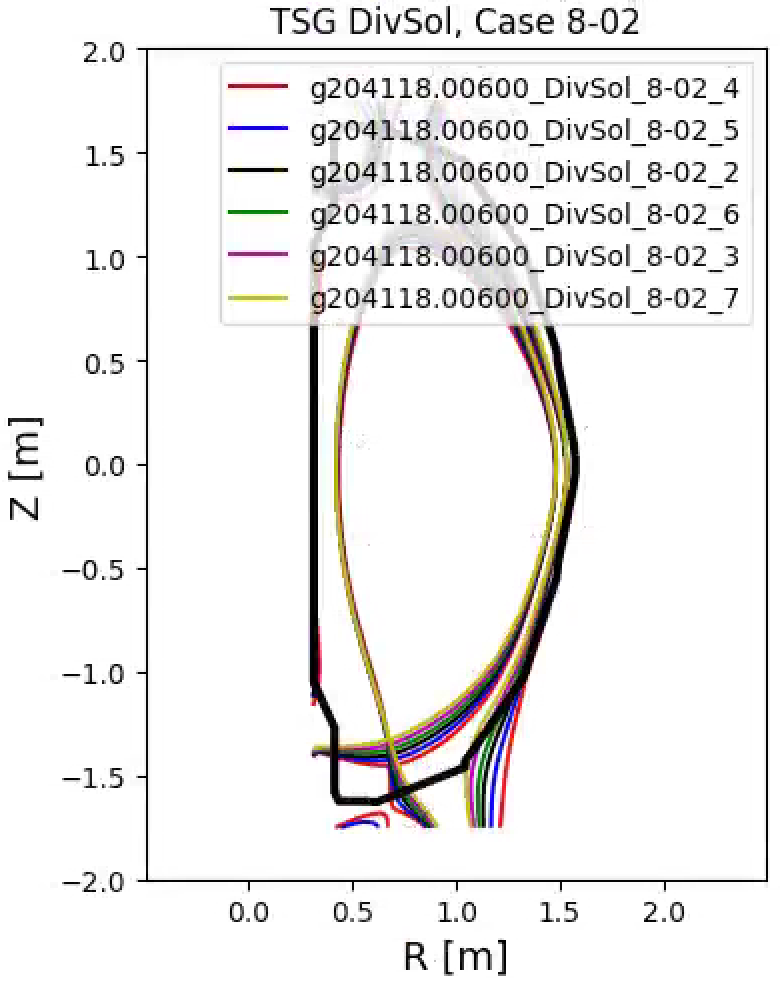 TSG DivSol, Case 8-02
2.0
g204118.00600_DivSol_8-02_4
g204118.00600_DivSol_8-02_5
g204118.00600_DivSol_8-02_2
g204118.00600_DivSol_8-02_6
g204118.00600_DivSol_8-02_3
g204118.00600_DivSol_8-02_7
1.5
1.0
0.5
0.0
−0.5
−1.0
−1.5
−2.0
Z [m]
0.0 0.5 1.0 1.5 2.0
R [m]